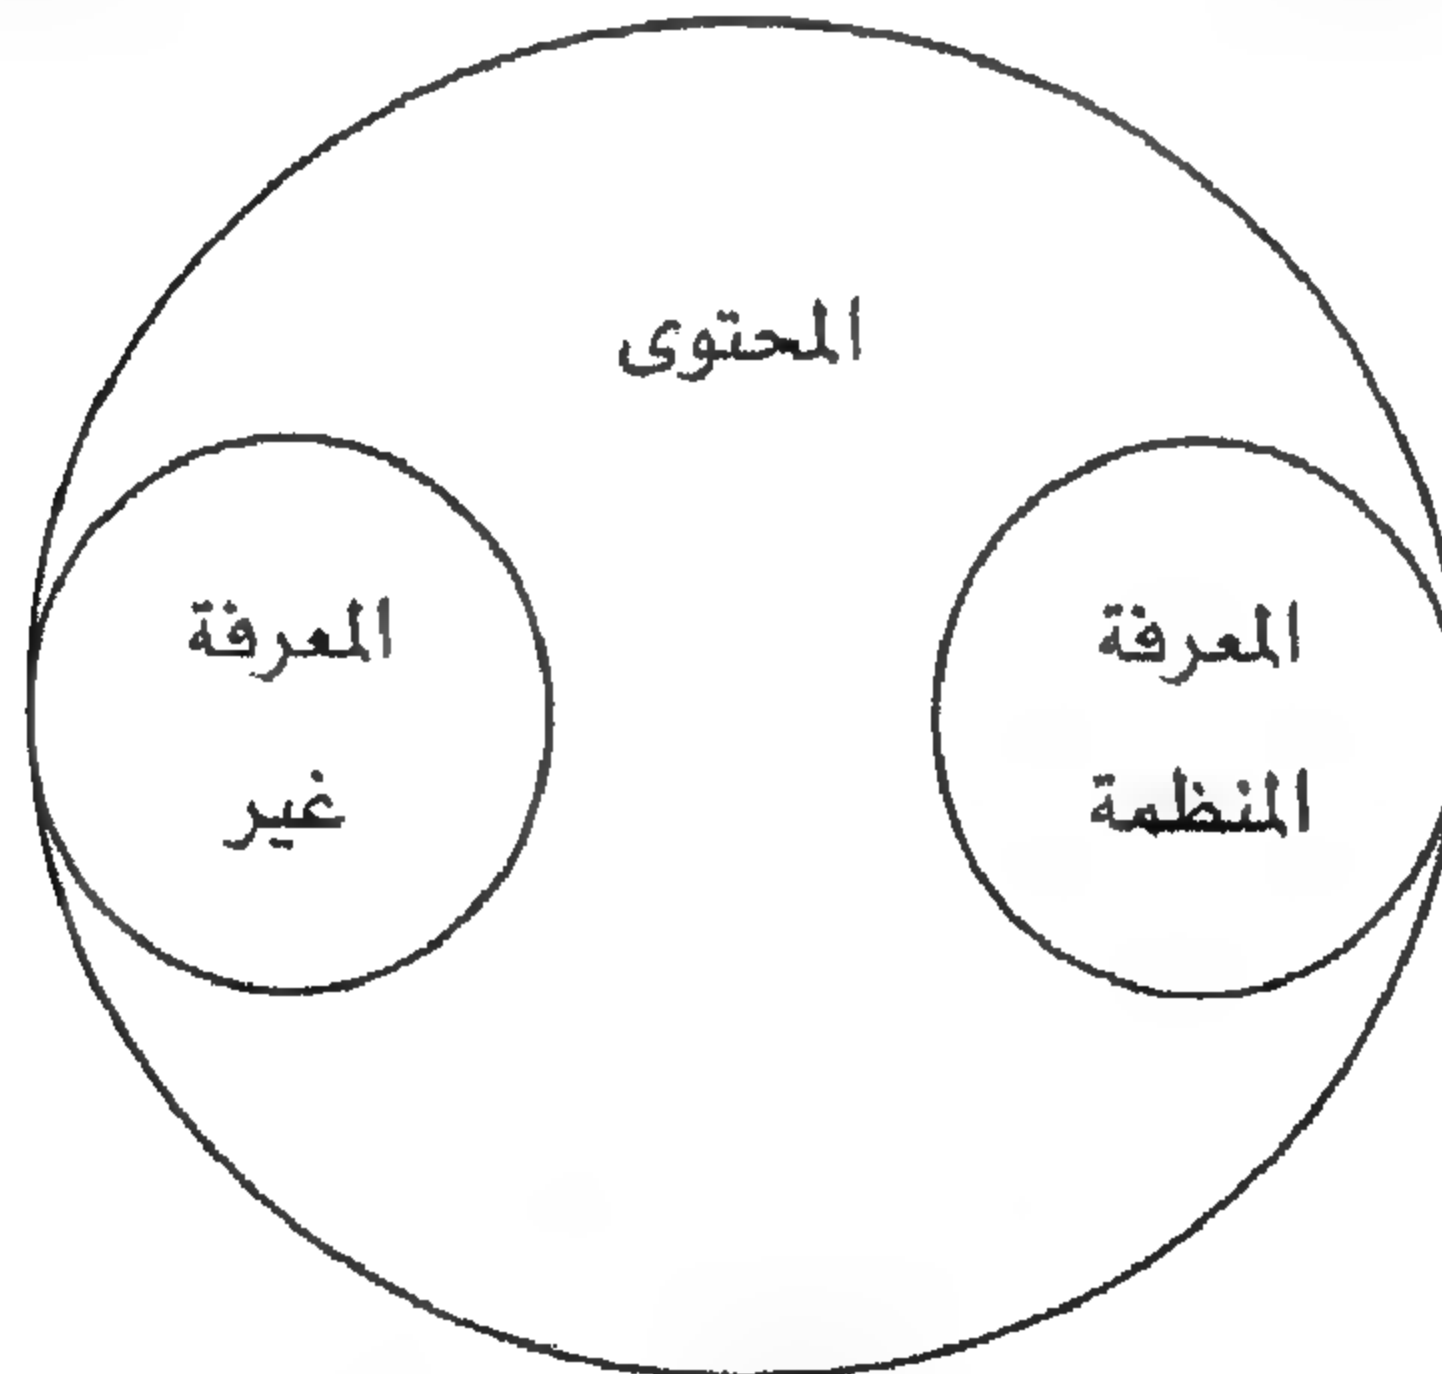 المحتوى
المعرفة
المنظمة
المعرفة
غير